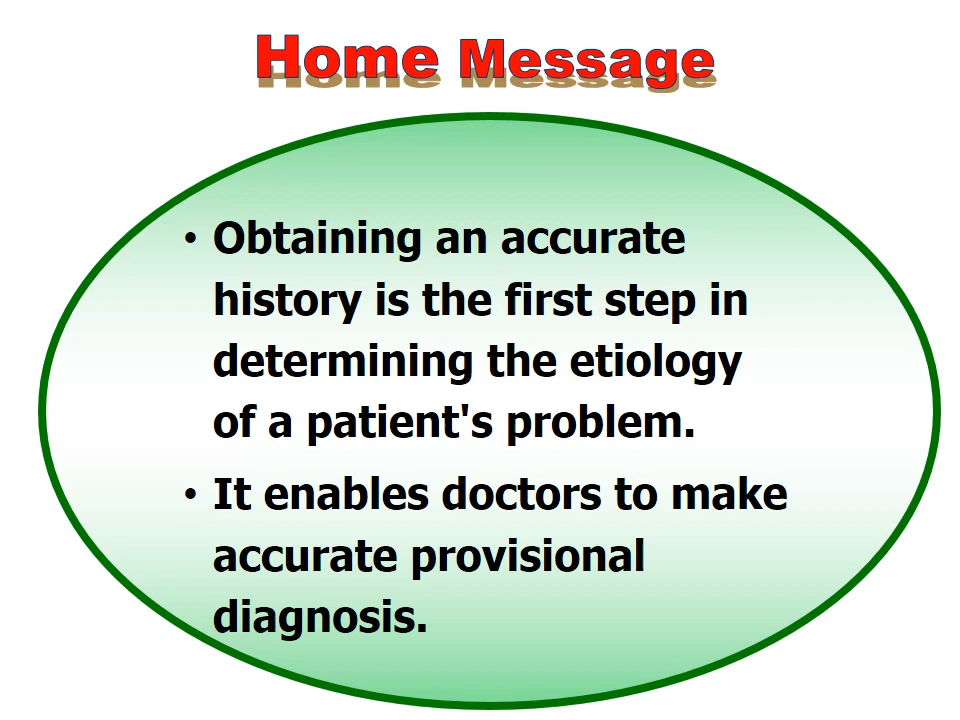 Home Message
• Obtaining an accurate
history is the first step in
determining the etiology
of a patient's problem.
• It enables doctors to make
accurate provisional
diagnosis.